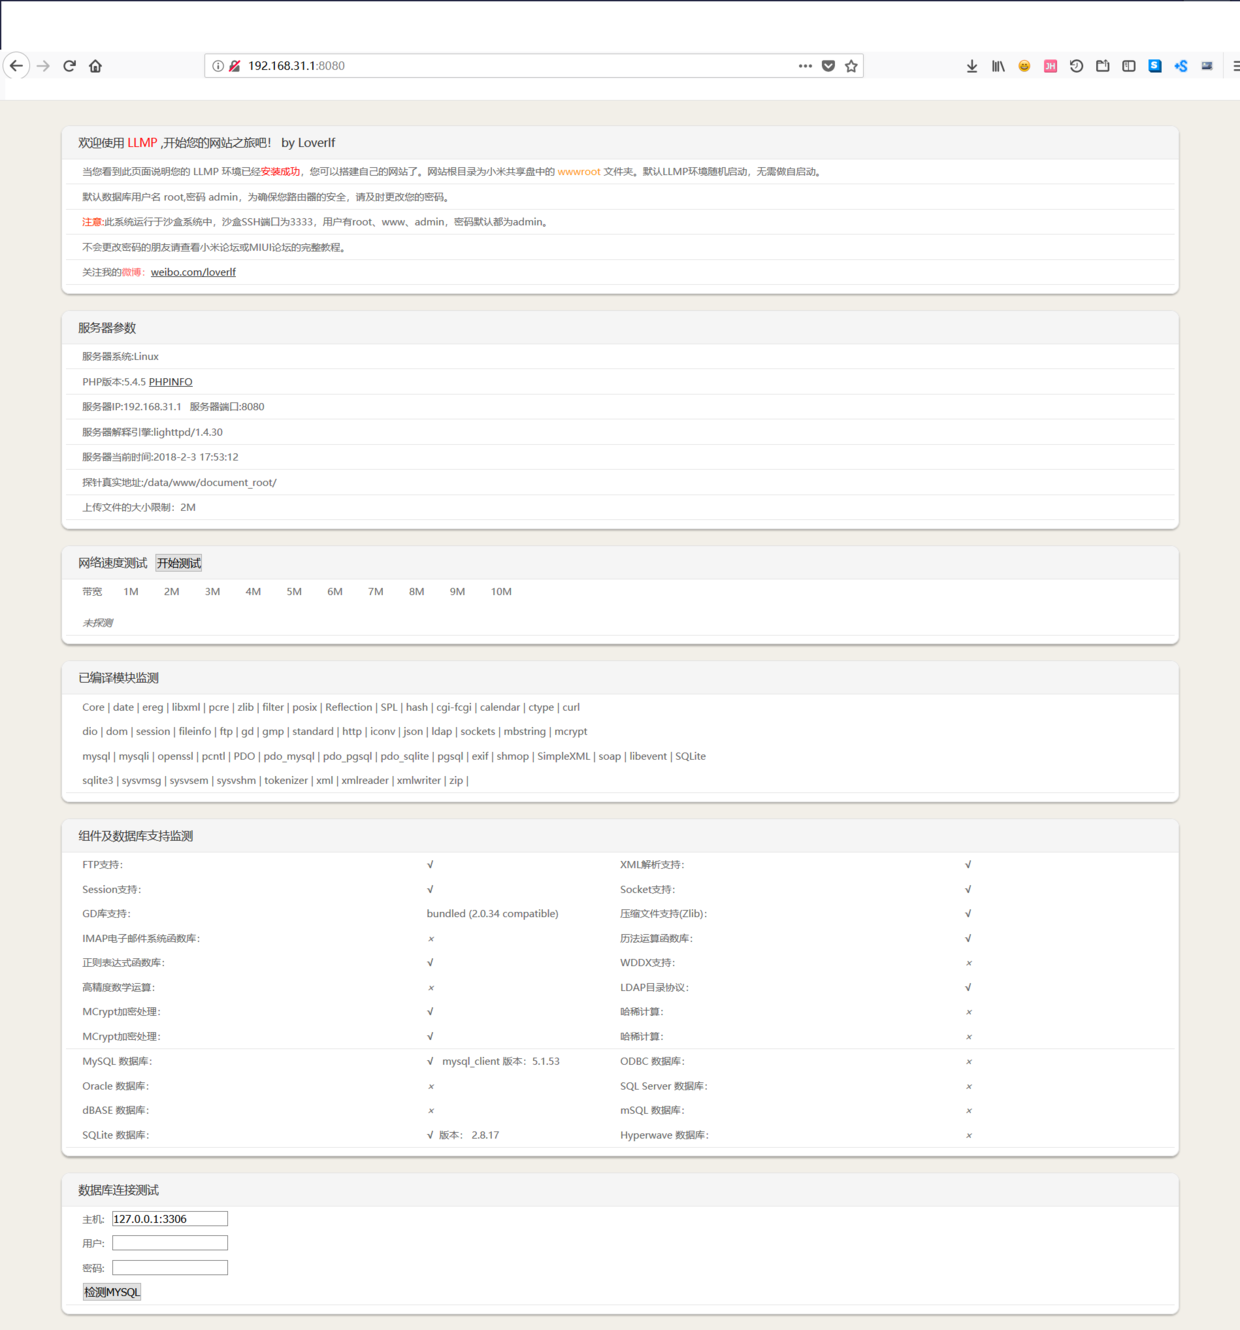 192.168.31.1:8080
欢迎使用 LLMP ,开始您的网站之旅吧! by Loverlf
当您看到此页面说明您的 LLMP 环境已经安装成功，您可以搭建自己的网站了。网站根目录为小米共享盘中的 wwwroot 文件夹。默认LLMP环境随机启动，无需做自启动。
默认数据库用户名 root,密码 admin，为确保您路由器的安全，请及时更改您的密码。
注意:此系统运行于沙盒系统中，沙盒SSH端口为3333，用户有root、www、admin，密码默认都为admin。
不会更改密码的朋友请查看小米论坛或MIUI论坛的完整教程。
关注我的微博：weibo.com/loverlf
服务器参数
服务器系统:Linux
PHP版本:5.4.5 PHPINFO
服务器IP:192.168.31.1 服务器端口:8080
服务器解释引擎:lighttpd/1.4.30
服务器当前时间:2018-2-3 17:53:12
探针真实地址:/data/www/document_root/
上传文件的大小限制：2M
网络速度测试 开始测试
带宽 1M 2M 3M 4M 5M 6M 7M 8M 9M 10M
未探测
已编译模块监测
Core | date | ereg | libxml | pcre | zlib | filter | posix | Reflection | SPL | hash | cgi-fcgi | calendar | ctype | curl
dio | dom | session | fileinfo | ftp | gd | gmp | standard | http | iconv | json | ldap | sockets | mbstring | mcrypt
mysql | mysqli | openssl | pcntl | PDO | pdo_mysql | pdo_pgsql | pdo_sqlite | pgsql | exif | shmop | SimpleXML | soap | libevent | SQLite
sqlite3 | sysvmsg | sysvsem | sysvshm | tokenizer | xml | xmlreader | xmlwriter | zip |
组件及数据库支持监测
FTP支持： √ XML解析支持： √
Session支持： √ Socket支持： √
GD库支持： bundled (2.0.34 compatible) 压缩文件支持(Zlib)： √
IMAP电子邮件系统函数库： × 历法运算函数库： √
正则表达式函数库： √ WDDX支持： ×
高精度数学运算： × LDAP目录协议： √
MCrypt加密处理： √ 哈稀计算： ×
MCrypt加密处理： √ 哈稀计算： ×
MySQL 数据库： √ mysql_client 版本：5.1.53 ODBC 数据库： ×
Oracle 数据库： × SQL Server 数据库： ×
dBASE 数据库： × mSQL 数据库： ×
SQLite 数据库： √ 版本： 2.8.17 Hyperwave 数据库： ×
数据库连接测试
主机: 127.0.0.1:3306
用户:
密码:
检测MYSQL